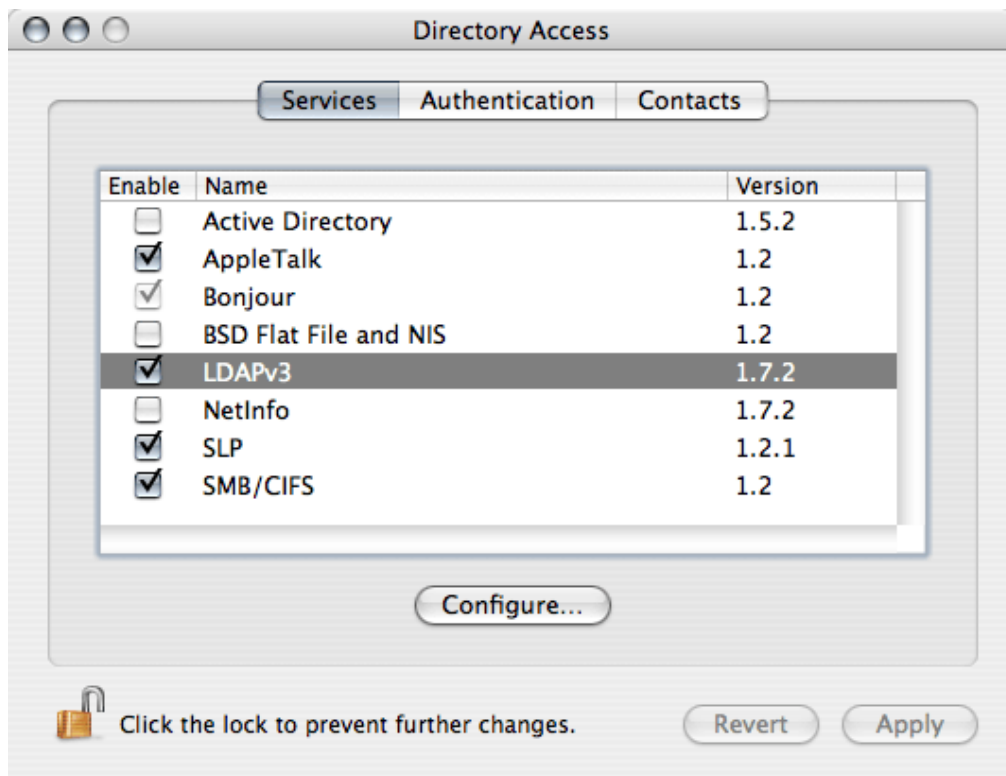 Directory Access
Services Authentication Contacts
Enable Name Version
Active Directory 1.5.2
AppleTalk 1.2
Bonjour 1.2
BSD Flat File and NIS 1.2
LDAPv3 1.7.2
NetInfo 1.7.2
SLP 1.2.1
SMB/CIFS 1.2
Configure...
Click the lock to prevent further changes. Revert Apply